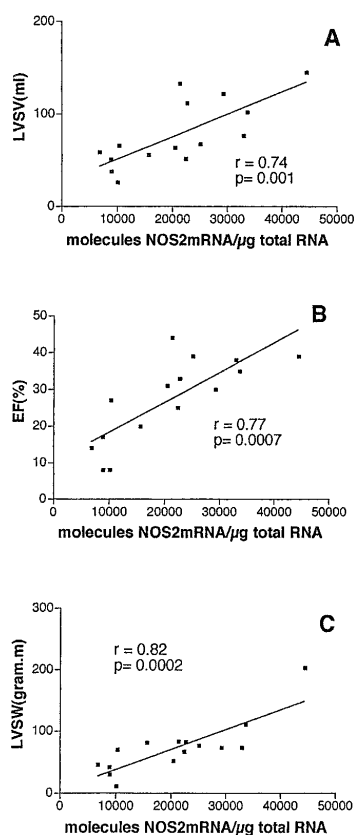 A
LVSV(ml)
200
100
0
r = 0.74
p= 0.001
0 10000 20000 30000 40000 50000
molecules NOS2mRNA/µg total RNA
B
EF(%)
50
40
30
20
10
0
r = 0.77
p= 0.0007
0 10000 20000 30000 40000 50000
molecules NOS2mRNA/µg total RNA
C
LVSW(gram.m)
300
200
100
0
r = 0.82
p= 0.0002
0 10000 20000 30000 40000 50000
molecules NOS2mRNA/µg total RNA